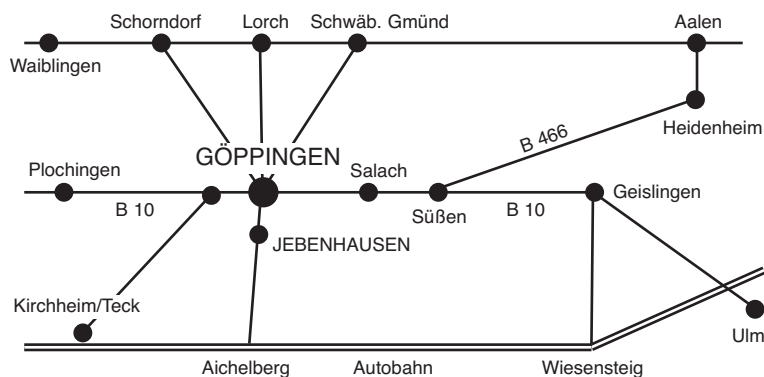 Schorndorf Lorch Schwäb. Gmünd Aalen
Waiblingen
Heidenheim
B 466
GÖPPINGEN
Plochingen Salach Geislingen
B 10 Süßen B 10
JEBENHAUSEN
Kirchheim/Teck
Ulm
Aichelberg Autobahn Wiesensteig